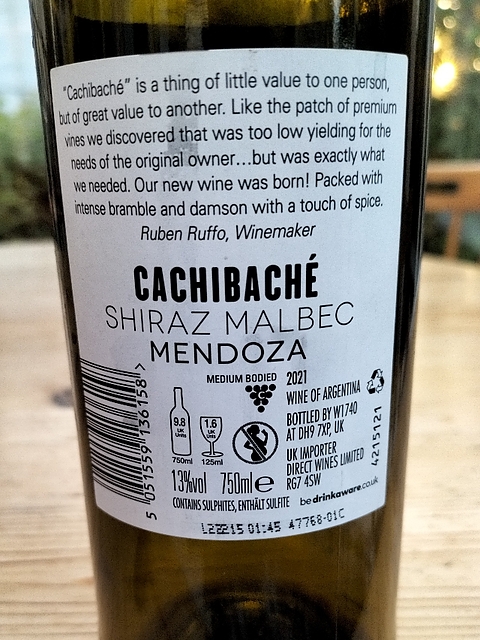 "Cachibaché" is a thing of little value to one person,
but of great value to another. Like the patch of premium
vines we discovered that was too low yielding for the
needs of the original owner...but was exactly what
we needed. Our new wine was born! Packed with
intense bramble and damson with a touch of spice.
Ruben Ruffo, Winemaker
CACHIBACHÉ
SHIRAZ MALBEC
MENDOZA
MEDIUM BODIED
G
9.8
UK
Units
750ml
1.6
UK
Units
125ml
2021
WINE OF ARGENTINA
BOTTLED BY W1740
AT DH9 7XP, UK
UK IMPORTER
DIRECT WINES LIMITED
RG7 4SW
13%vol 750ml e
CONTAINS SULPHITES, ENTHÄLT SULFITE
be drinkaware.co.uk
4215121
5 051559 136158 >
L22215 01:45 47768-01C